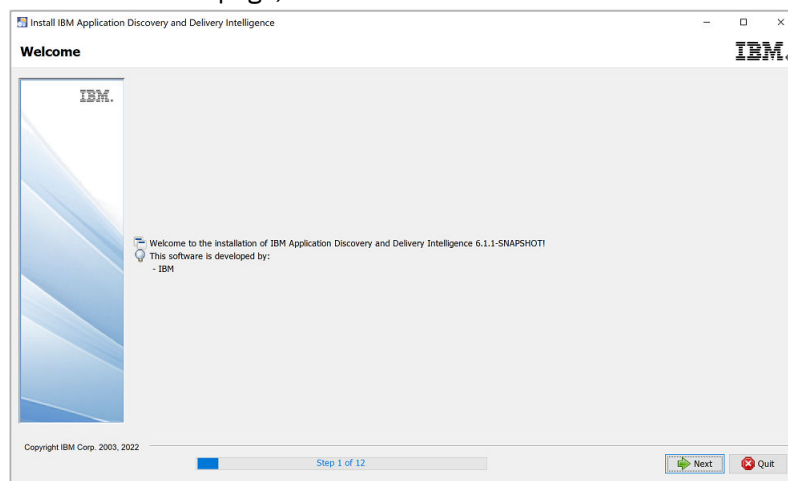 page,
Install IBM Application Discovery and Delivery Intelligence
Welcome
IBM.
IBM.
Welcome to the installation of IBM Application Discovery and Delivery Intelligence 6.1.1-SNAPSHOT!
This software is developed by:
- IBM
Copyright IBM Corp. 2003, 2022
Step 1 of 12
Next
Quit